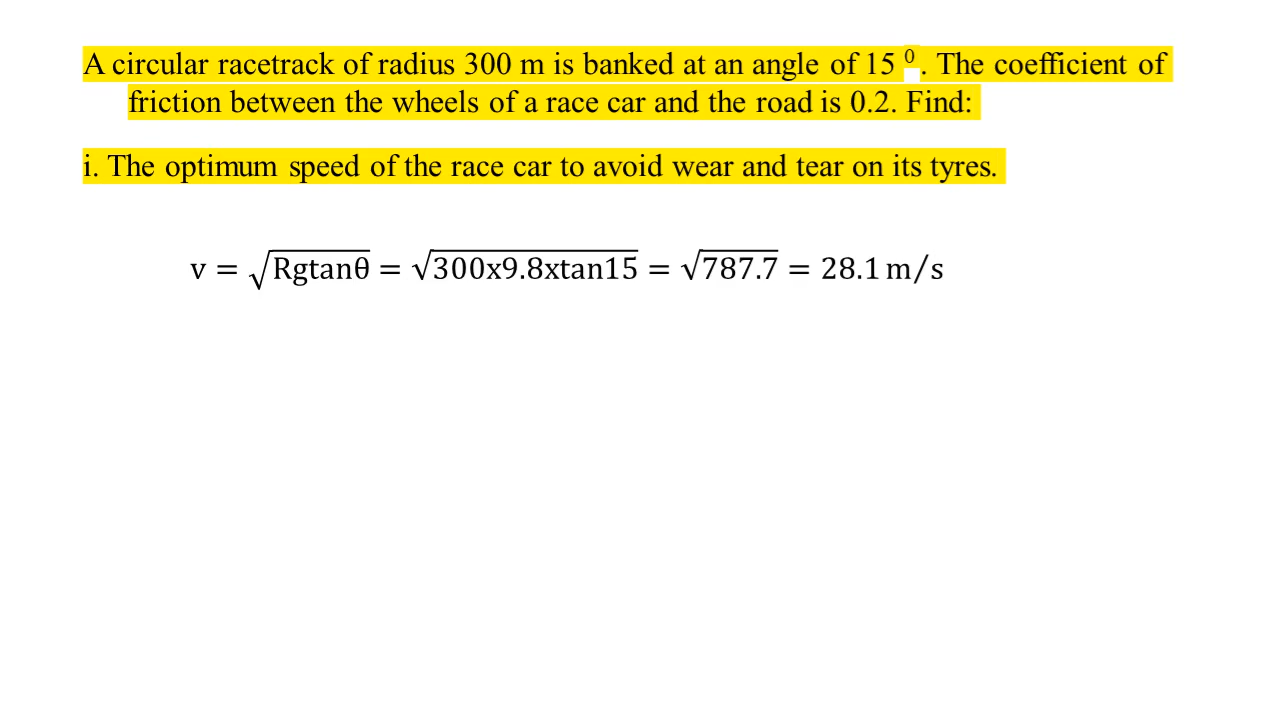 A circular racetrack of radius 300 m is banked at an angle of 15 ⁰. The coefficient of
friction between the wheels of a race car and the road is 0.2. Find:
i. The optimum speed of the race car to avoid wear and tear on its tyres.
v = √Rgtanθ = √300x9.8xtan15 = √787.7 = 28.1 m/s